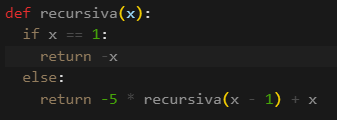 def recursiva(x):
  if x == 1:
    return -x
  else:
    return -5 * recursiva(x - 1) + x